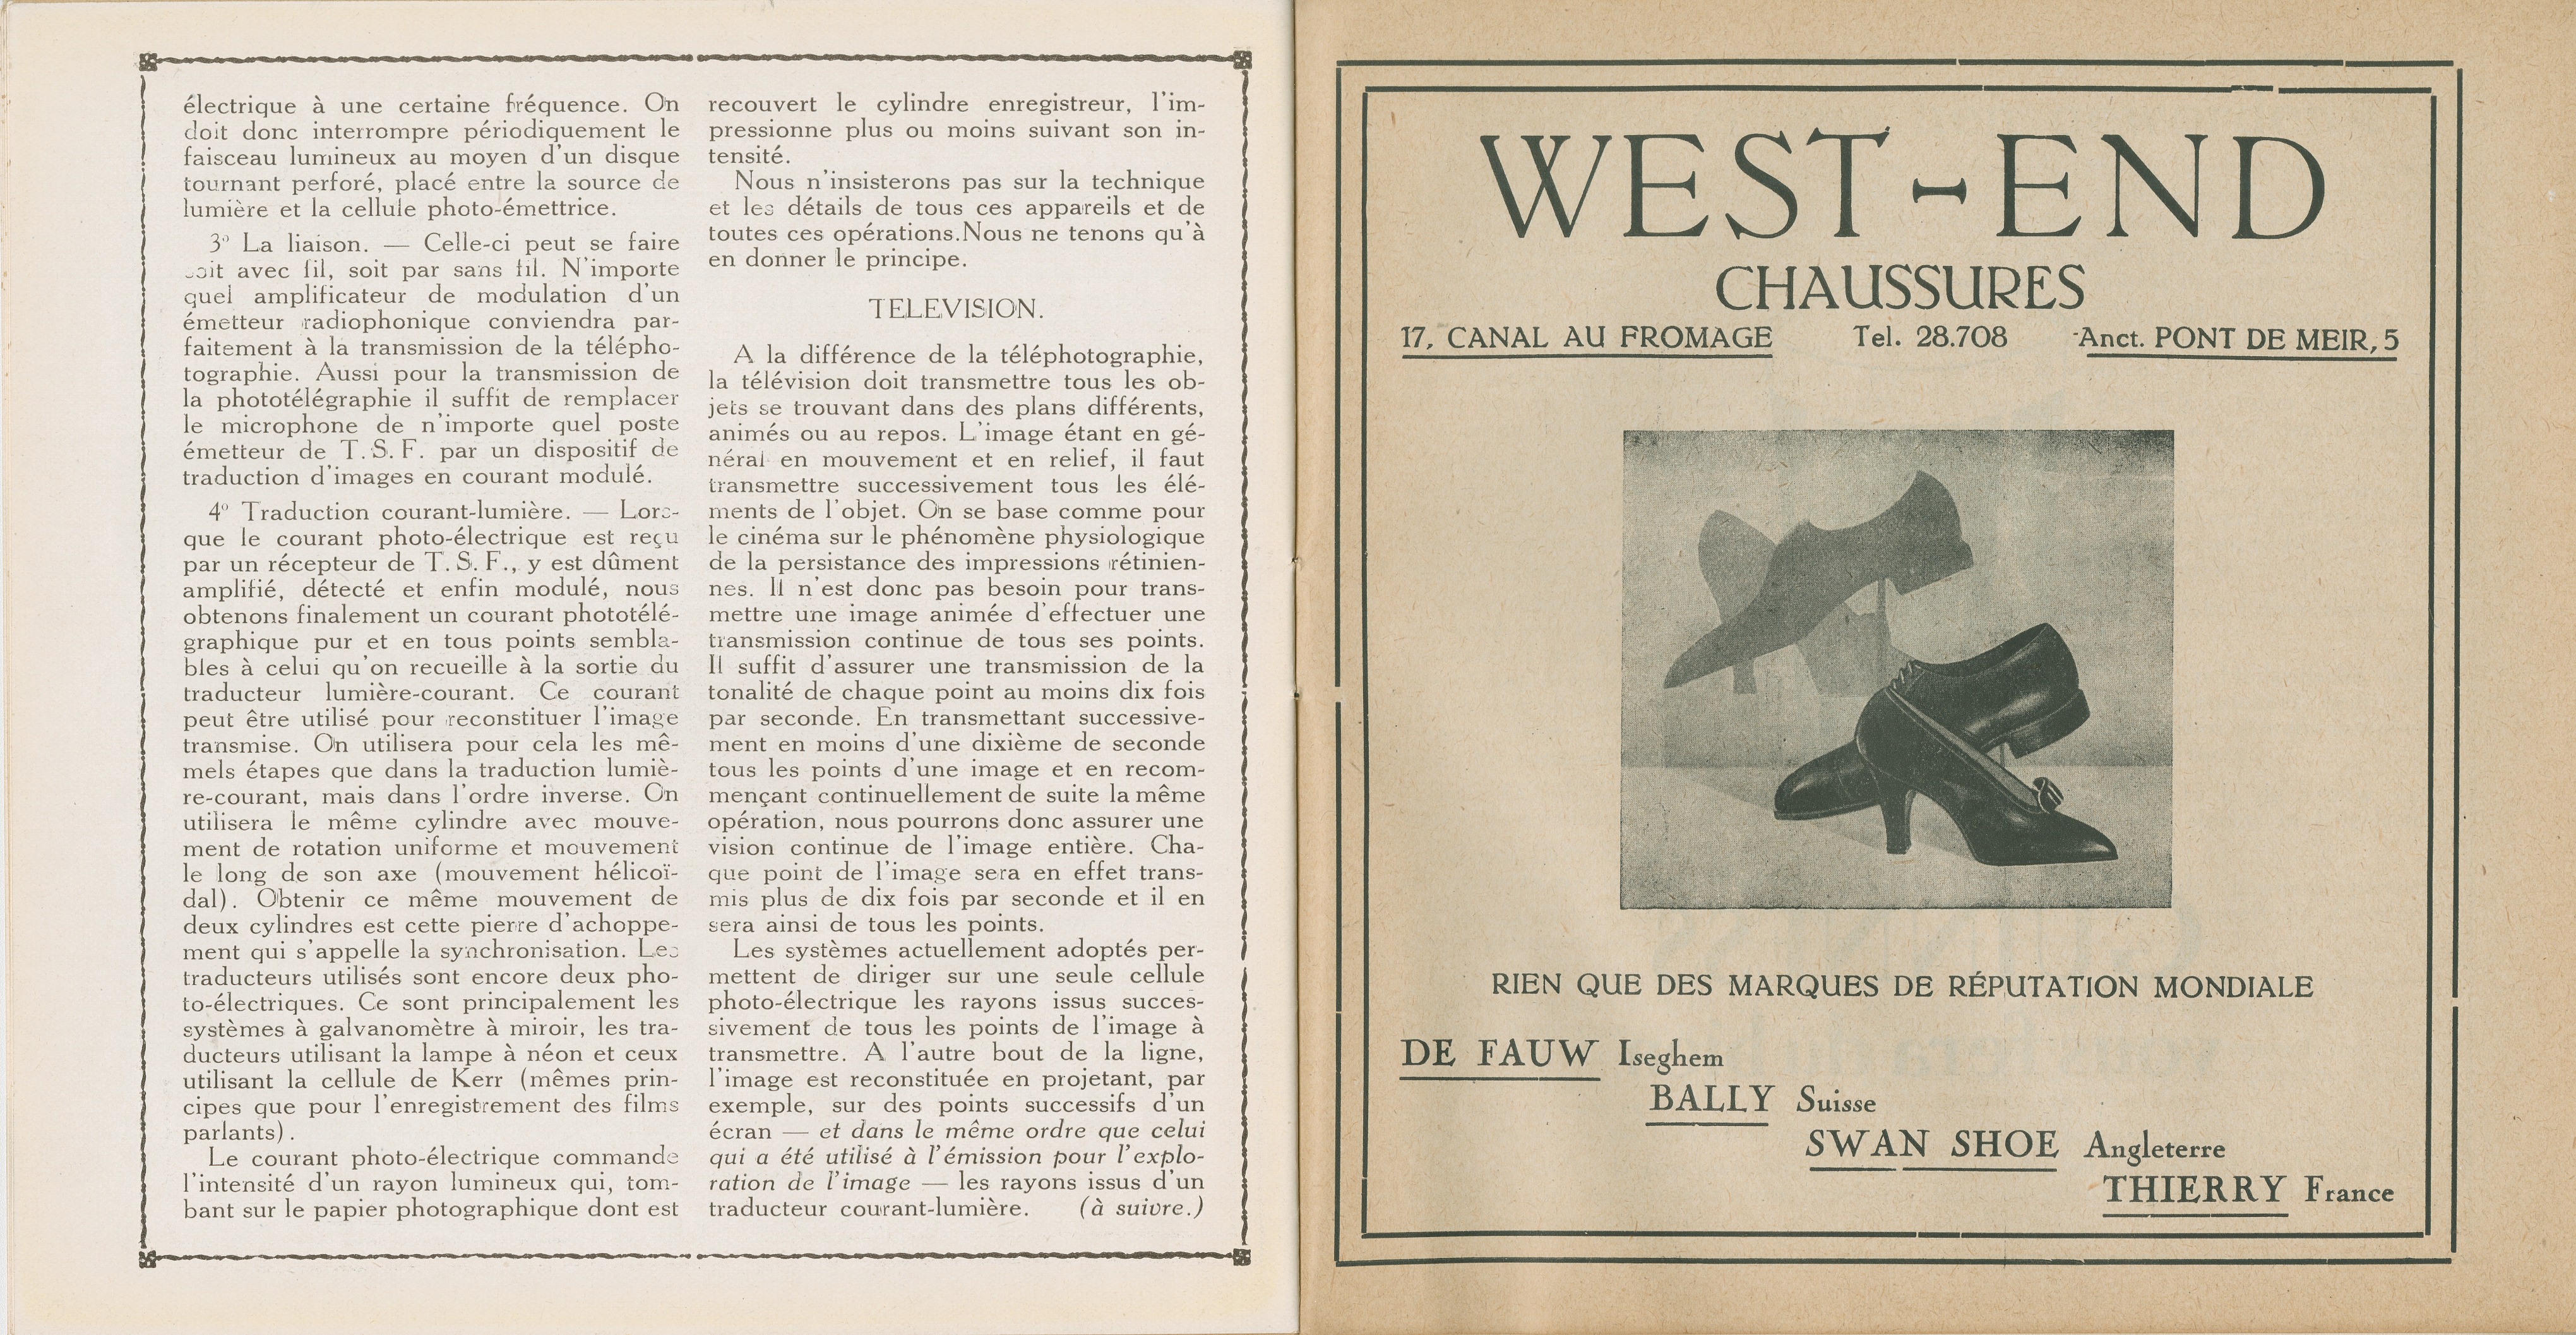 électrique à une certaine fréquence. On
doit donc interrompre périodiquement le
faisceau lumineux au moyen d'un disque
tournant perforé, placé entre la source de
lumière et la cellule photo-émettrice.
3° La liaison. — Celle-ci peut se faire
soit avec fil, soit par sans fil. N'importe
quel amplificateur de modulation d'un
émetteur radiophonique conviendra par-
faitement à la transmission de la télépho-
tographie. Aussi pour la transmission de
la phototélégraphie il suffit de remplacer
le microphone de n'importe quel poste
émetteur de T. S. F. par un dispositif de
traduction d'images en courant modulé.
4° Traduction courant-lumière. — Lors-
que le courant photo-électrique est reçu
par un récepteur de T. S. F., y est dûment
amplifié, détecté et enfin modulé, nous
obtenons finalement un courant phototélé-
graphique pur et en tous points sembla-
bles à celui qu'on recueille à la sortie du
traducteur lumière-courant. Ce courant
peut être utilisé pour reconstituer l'image
transmise. On utilisera pour cela les mê-
mels étapes que dans la traduction lumiè-
re-courant, mais dans l'ordre inverse. On
utilisera le même cylindre avec mouve-
ment de rotation uniforme et mouvement
le long de son axe (mouvement hélicoï-
dal). Obtenir ce même mouvement de
deux cylindres est cette pierre d'achoppe-
ment qui s'appelle la synchronisation. Les
traducteurs utilisés sont encore deux pho-
to-électriques. Ce sont principalement les
systèmes à galvanomètre à miroir, les tra-
ducteurs utilisant la lampe à néon et ceux
utilisant la cellule de Kerr (mêmes prin-
cipes que pour l'enregistrement des films
parlants).
Le courant photo-électrique commande
l'intensité d'un rayon lumineux qui, tom-
bant sur le papier photographique dont est
recouvert le cylindre enregistreur, l'im-
pressionne plus ou moins suivant son in-
tensité.
Nous n'insisterons pas sur la technique
et les détails de tous ces appareils et de
toutes ces opérations.Nous ne tenons qu'à
en donner le principe.
TELEVISION.
A la différence de la téléphotographie,
la télévision doit transmettre tous les ob-
jets se trouvant dans des plans différents,
animés ou au repos. L'image étant en gé-
néral en mouvement et en relief, il faut
transmettre successivement tous les élé-
ments de l'objet. On se base comme pour
le cinéma sur le phénomène physiologique
de la persistance des impressions rétinien-
nes. Il n'est donc pas besoin pour trans-
mettre une image animée d'effectuer une
transmission continue de tous ses points.
Il suffit d'assurer une transmission de la
tonalité de chaque point au moins dix fois
par seconde. En transmettant successive-
ment en moins d'une dixième de seconde
tous les points d'une image et en recom-
mençant continuellement de suite la même
opération, nous pourrons donc assurer une
vision continue de l'image entière. Cha-
que point de l'image sera en effet trans-
mis plus de dix fois par seconde et il en
sera ainsi de tous les points.
Les systèmes actuellement adoptés per-
mettent de diriger sur une seule cellule
photo-électrique les rayons issus succes-
sivement de tous les points de l'image à
transmettre. A l'autre bout de la ligne,
l'image est reconstituée en projetant, par
exemple, sur des points successifs d'un
écran — et dans le même ordre que celui
qui a été utilisé à l'émission pour l'explo-
ration de l'image — les rayons issus d'un
traducteur courant-lumière. (à suivre.)
WEST-END
CHAUSSURES
17, CANAL AU FROMAGE Tel. 28.708 Anct. PONT DE MEIR, 5
RIEN QUE DES MARQUES DE RÉPUTATION MONDIALE
DE FAUW Iseghem
BALLY Suisse
SWAN SHOE Angleterre
THIERRY France